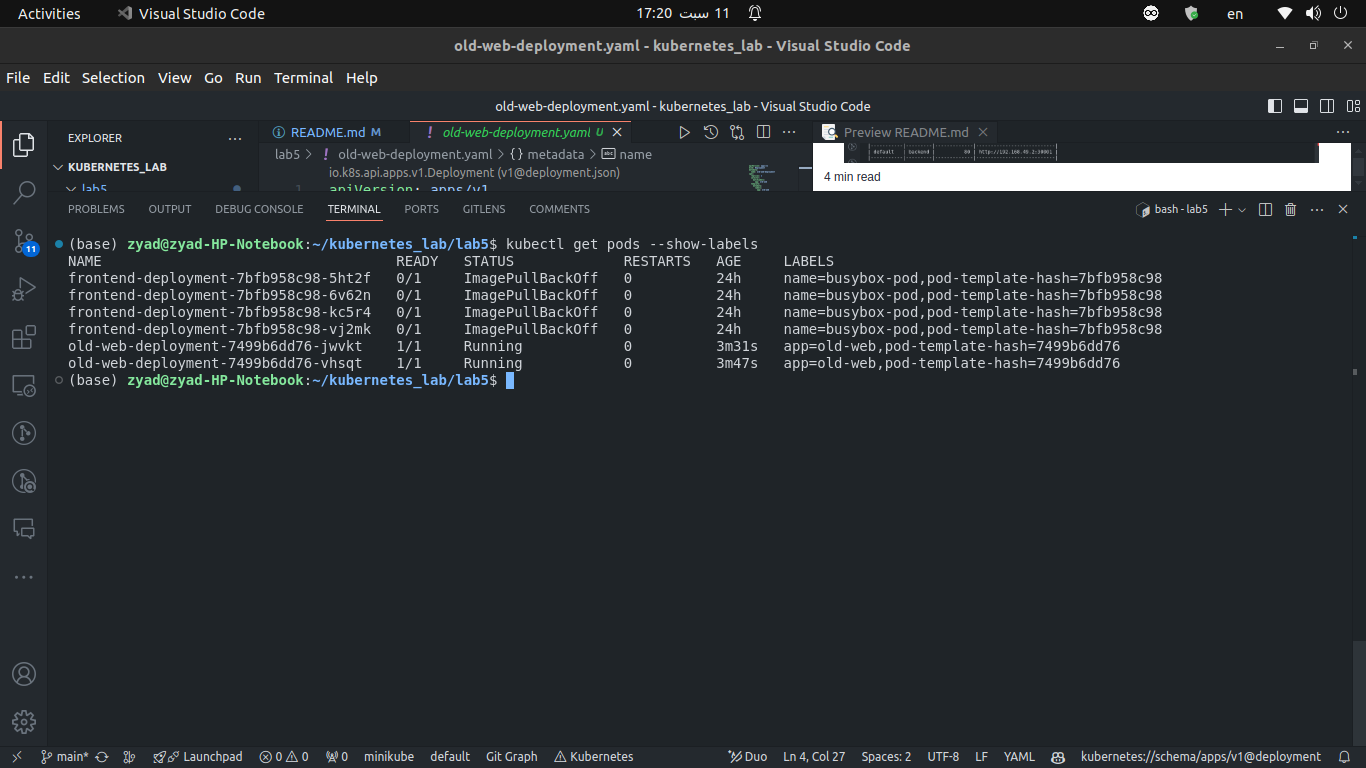 Activities Visual Studio Code 17:20 11 سبت en
old-web-deployment.yaml - kubernetes_lab - Visual Studio Code
File Edit Selection View Go Run Terminal Help
old-web-deployment.yaml - kubernetes_lab - Visual Studio Code
EXPLORER ... README.md M ! old-web-deployment.yaml U Preview README.md ...
KUBERNETES_LAB lab5 > ! old-web-deployment.yaml > {} metadata > abc name
default backend 80 http://192.168.49.2:30001
io.k8s.api.apps.v1.Deployment (v1@deployment.json)
4 min read
lab5 1 apiVersion: apps/v1
PROBLEMS OUTPUT DEBUG CONSOLE TERMINAL PORTS GITLENS COMMENTS bash - lab5
(base) zyad@zyad-HP-Notebook:~/kubernetes_lab/lab5$ kubectl get pods --show-labels
NAME READY STATUS RESTARTS AGE LABELS
frontend-deployment-7bfb958c98-5ht2f 0/1 ImagePullBackOff 0 24h name=busybox-pod,pod-template-hash=7bfb958c98
frontend-deployment-7bfb958c98-6v62n 0/1 ImagePullBackOff 0 24h name=busybox-pod,pod-template-hash=7bfb958c98
frontend-deployment-7bfb958c98-kc5r4 0/1 ImagePullBackOff 0 24h name=busybox-pod,pod-template-hash=7bfb958c98
frontend-deployment-7bfb958c98-vj2mk 0/1 ImagePullBackOff 0 24h name=busybox-pod,pod-template-hash=7bfb958c98
old-web-deployment-7499b6dd76-jwvkt 1/1 Running 0 3m31s app=old-web,pod-template-hash=7499b6dd76
old-web-deployment-7499b6dd76-vhsqt 1/1 Running 0 3m47s app=old-web,pod-template-hash=7499b6dd76
(base) zyad@zyad-HP-Notebook:~/kubernetes_lab/lab5$
11
main* Launchpad 0 0 0 minikube default Git Graph Kubernetes Duo Ln 4, Col 27 Spaces: 2 UTF-8 LF YAML kubernetes://schema/apps/v1@deployment